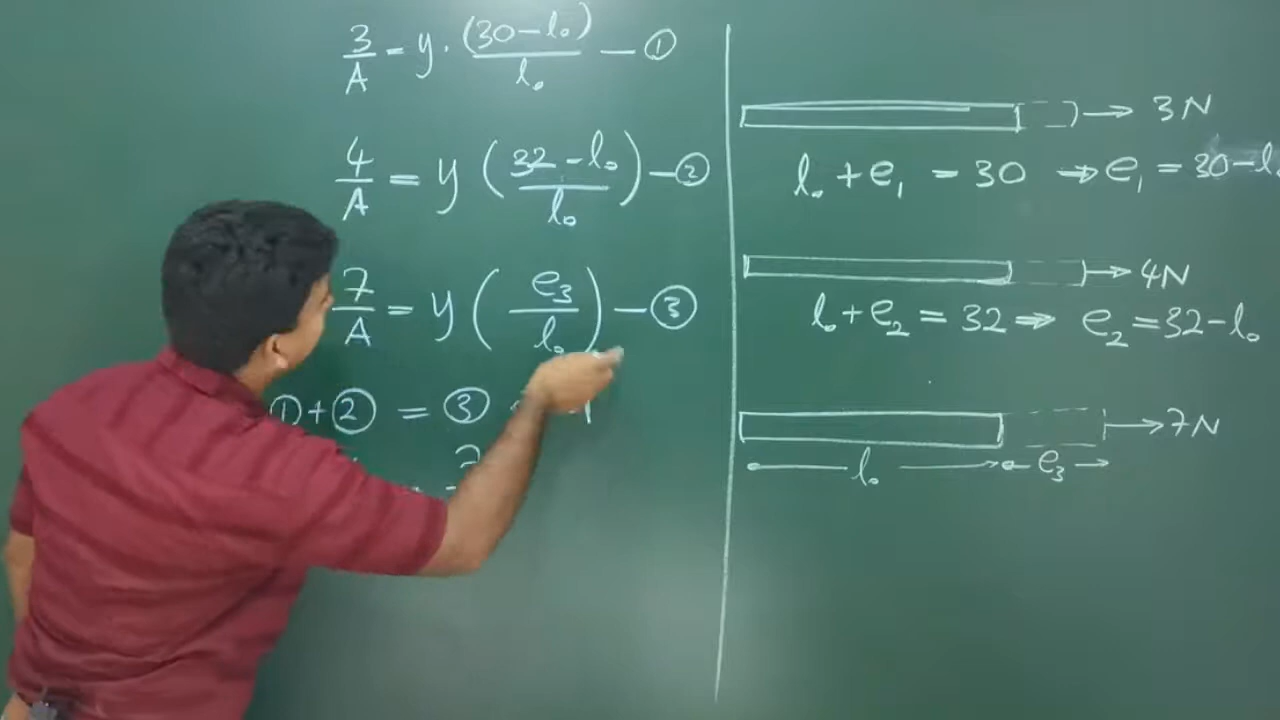 3/A = y · (30 - l₀)/l₀ — ①
4/A = y (32 - l₀/l₀) — ②
7/A = y (e₃/l₀) — ③
① + ② = ③
→ 3N
l₀ + e₁ = 30 ⇒ e₁ = 30 - l₀
→ 4N
l₀ + e₂ = 32 ⇒ e₂ = 32 - l₀
→ 7N
l₀ e₃